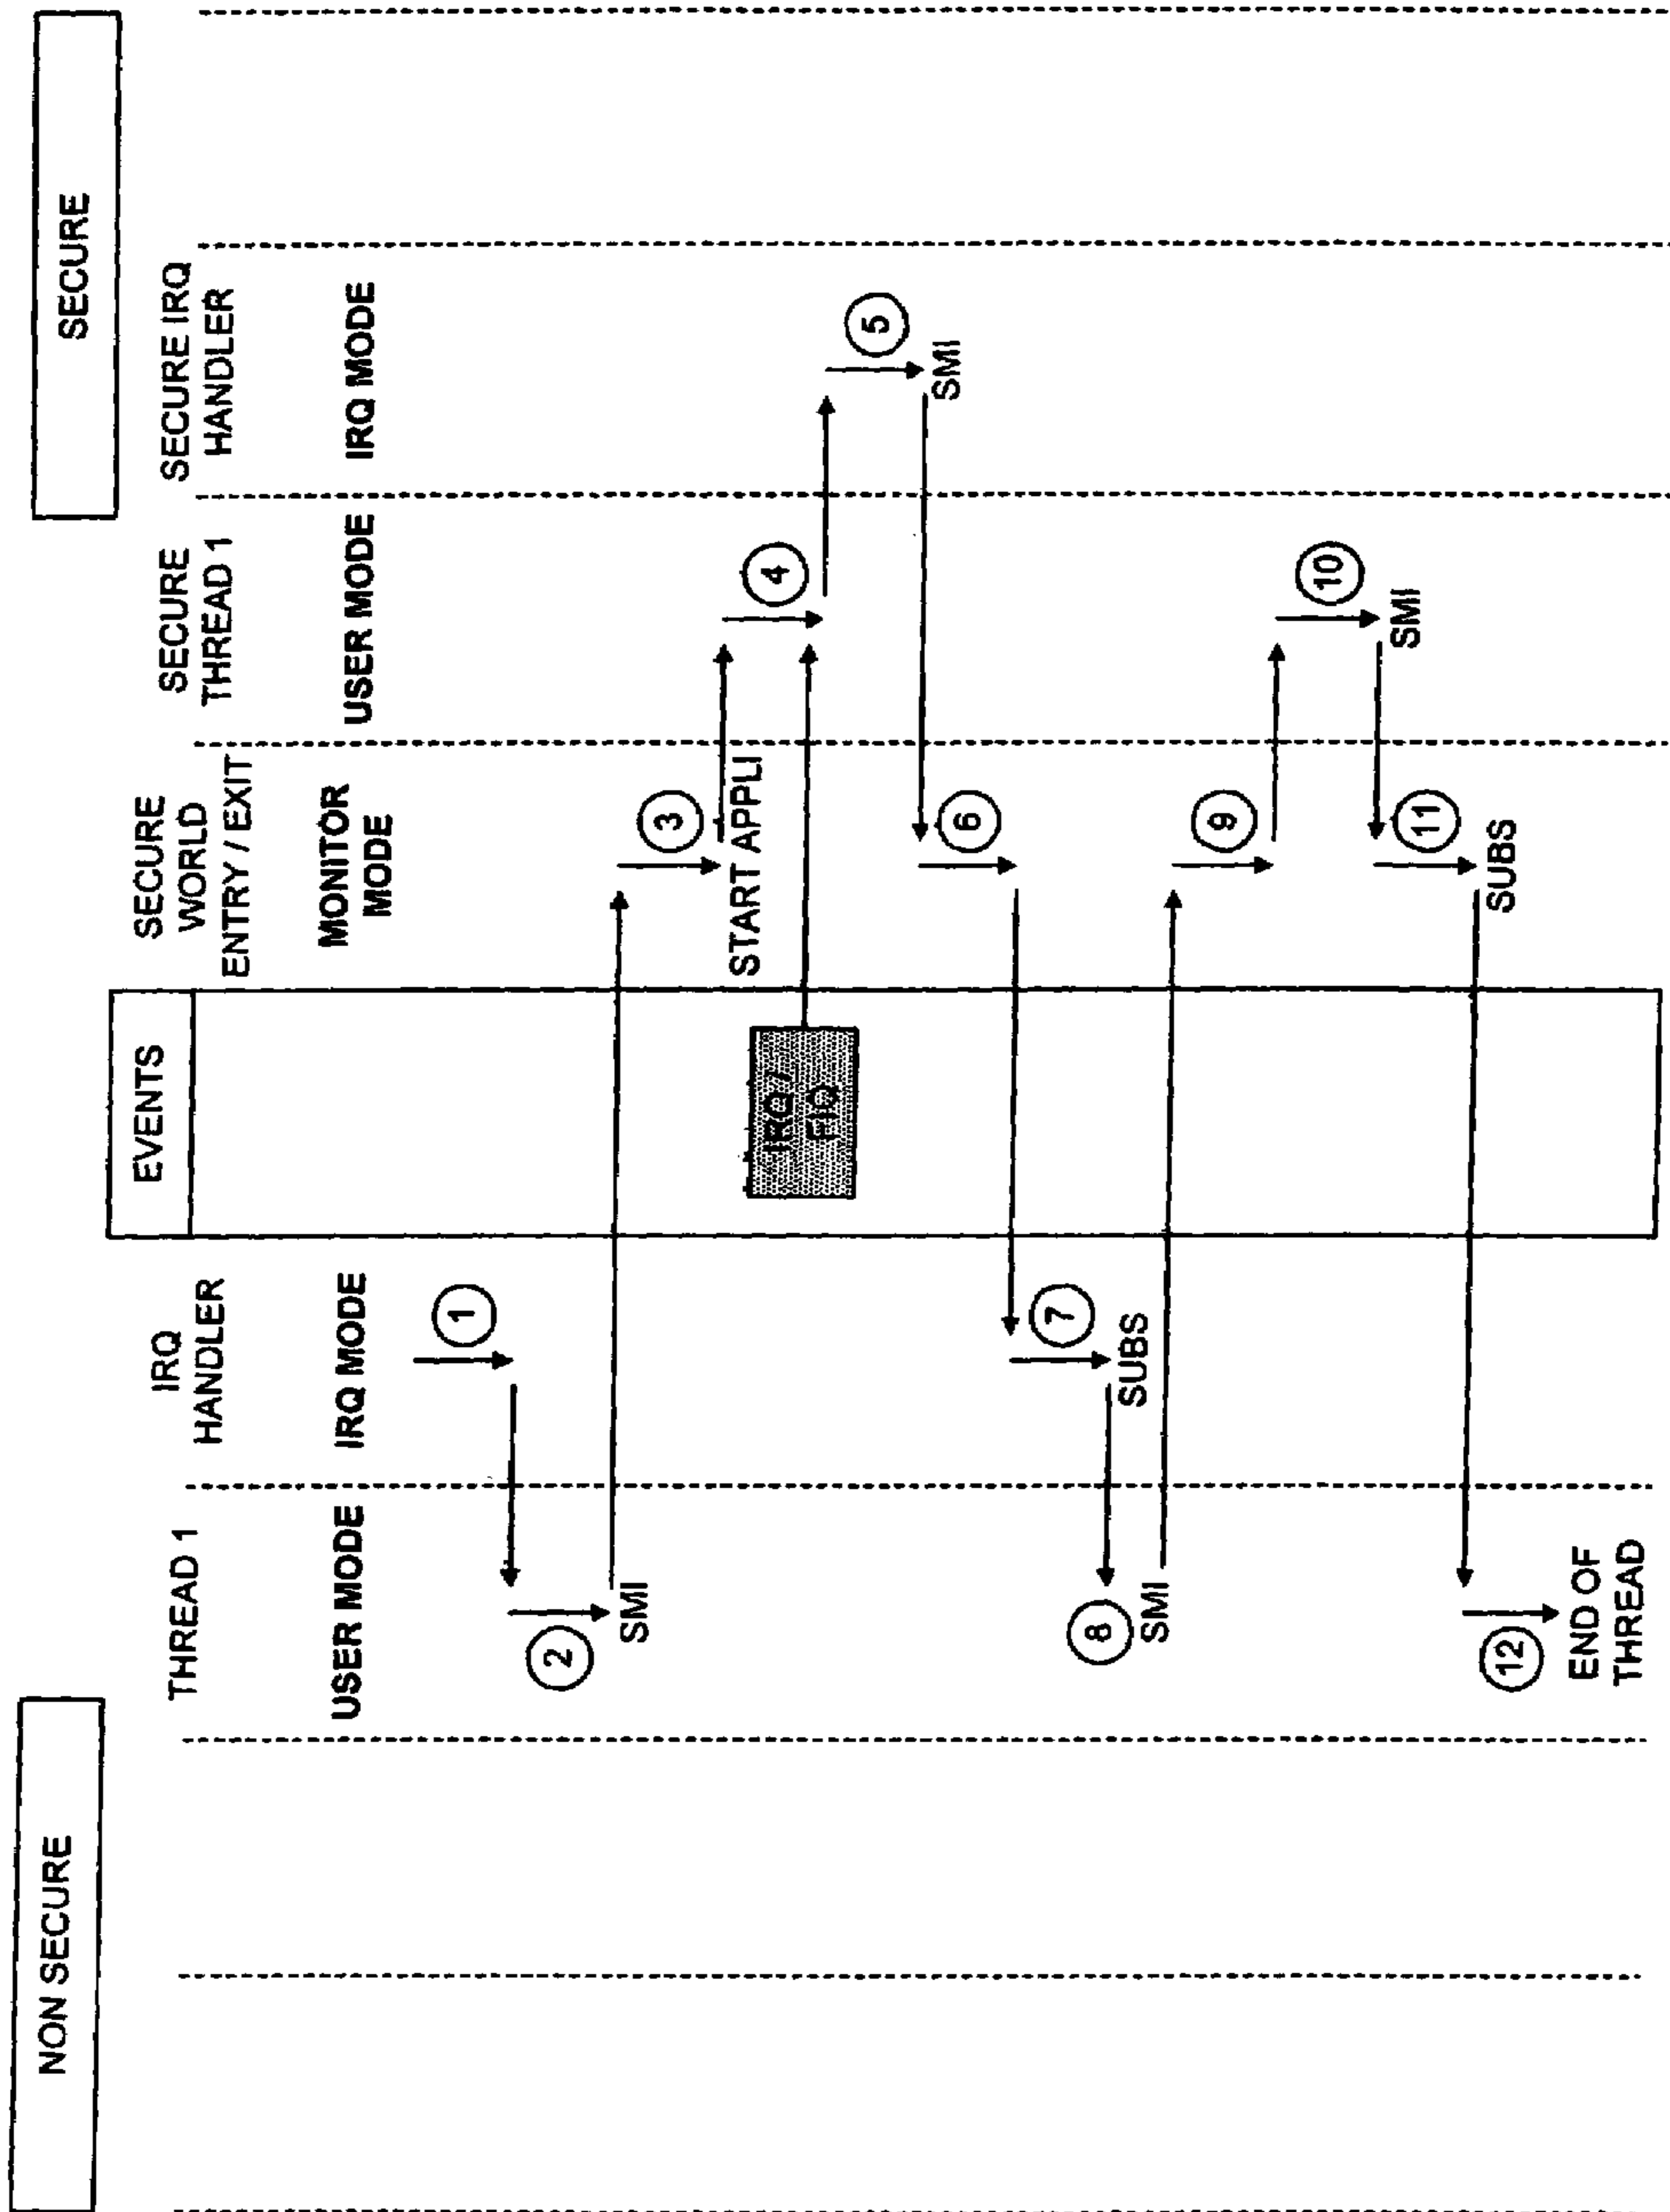 NON SECURE
SECURE
THREAD 1
USER MODE
IRQ
HANDLER
IRQ MODE
EVENTS
SECURE
WORLD
ENTRY / EXIT
MONITOR
MODE
SECURE
THREAD 1
USER MODE
SECURE IRQ
HANDLER
IRQ MODE
1
2
SMI
3
START APPLI
IRQ /
FIQ
4
5
SMI
6
7
SUBS
8
SMI
9
10
SMI
11
SUBS
12
END OF
THREAD